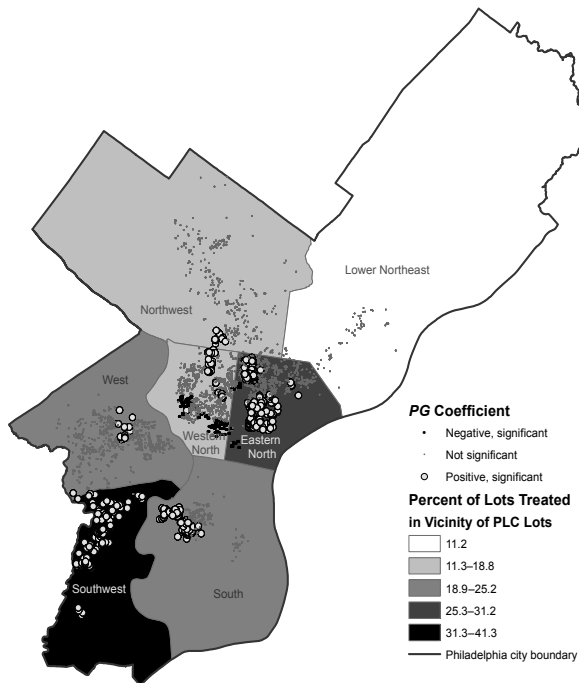 Lower Northeast
Northwest
West
Western
North
Eastern
North
Southwest
South
PG Coefficient
Negative, significant
Not significant
Positive, significant
Percent of Lots Treated
in Vicinity of PLC Lots
11.2
11.3–18.8
18.9–25.2
25.3–31.2
31.3–41.3
Philadelphia city boundary